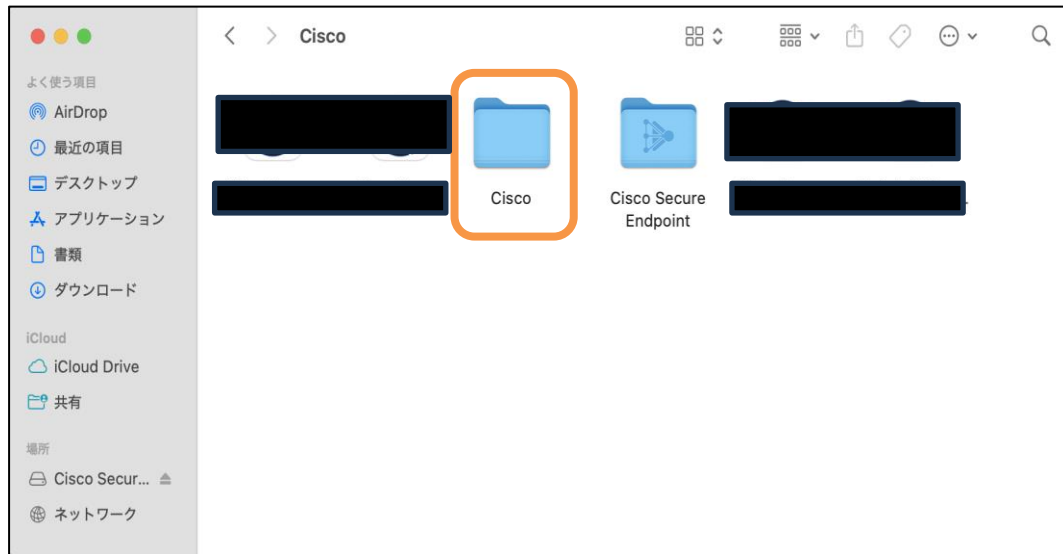 Cisco
よく使う項目
AirDrop
最近の項目
デスクトップ
アプリケーション
書類
ダウンロード
iCloud
iCloud Drive
共有
場所
Cisco Secur...
ネットワーク
Cisco
Cisco Secure
Endpoint